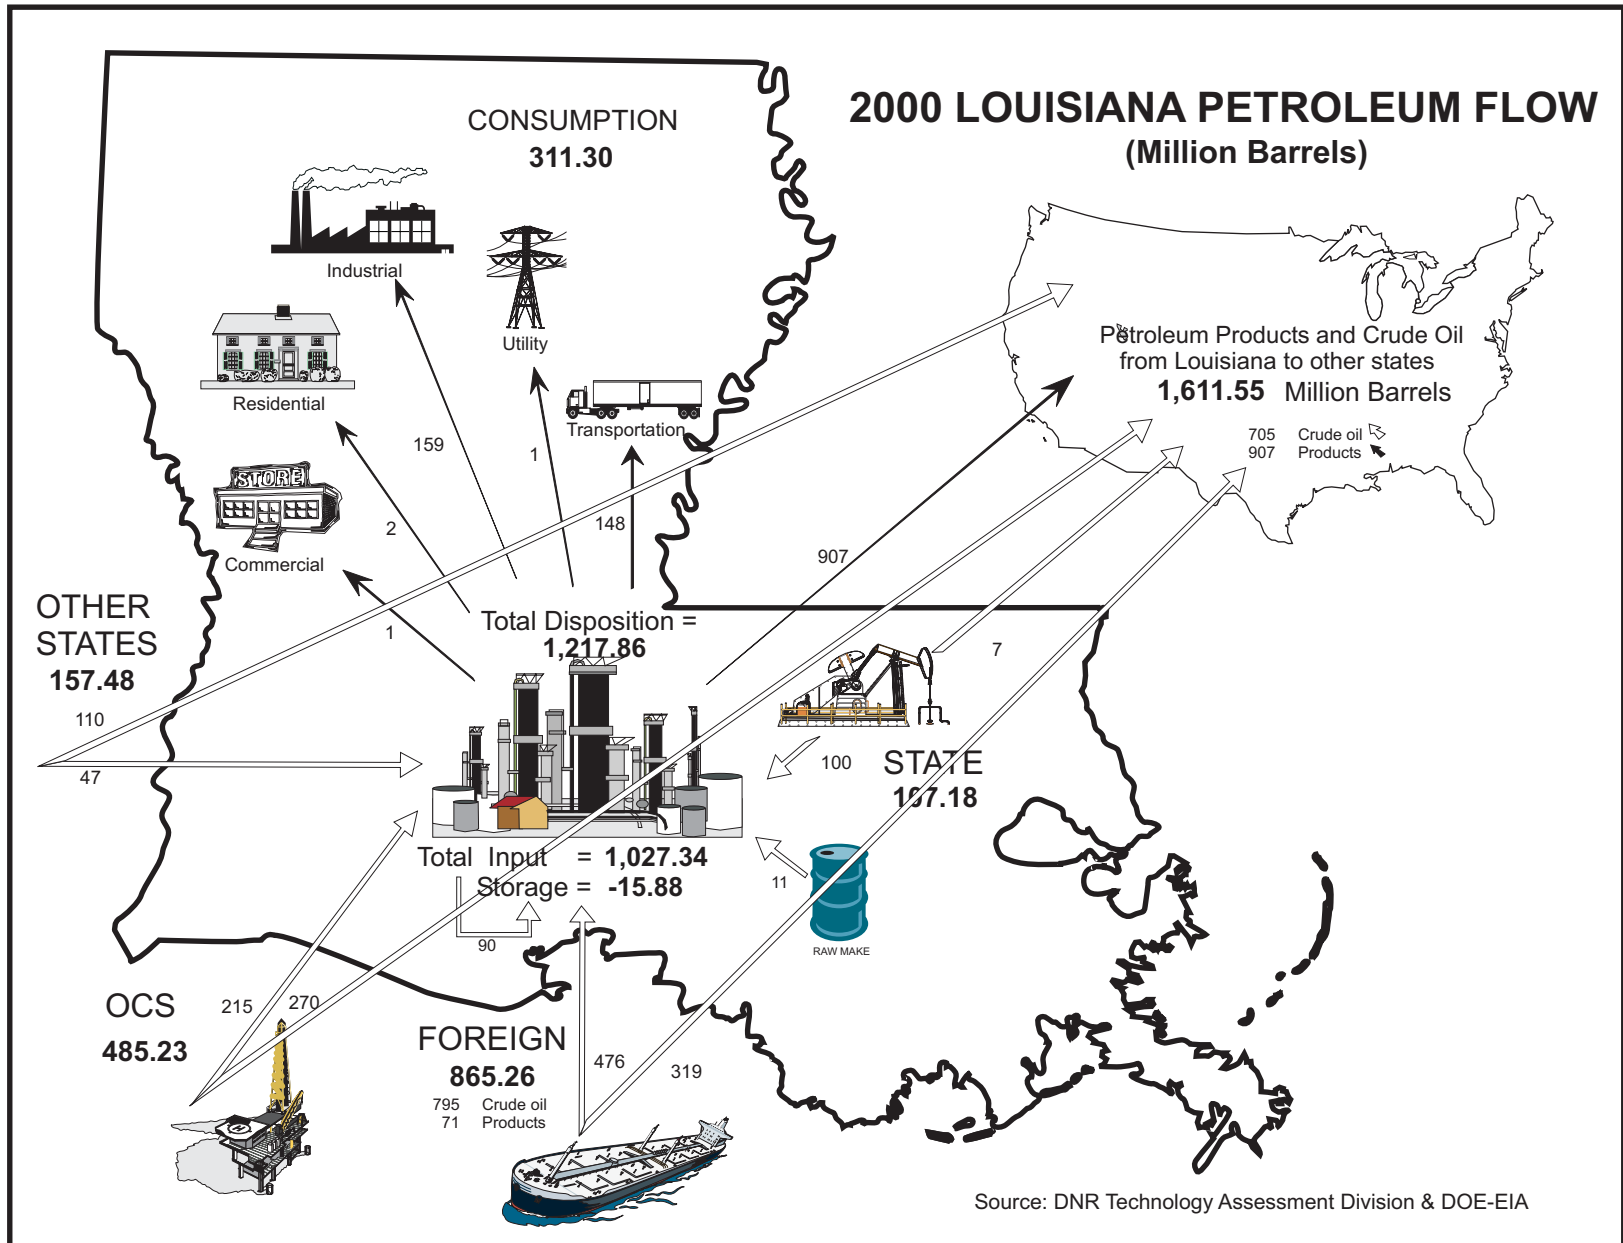 2000 LOUISIANA PETROLEUM FLOW
(Million Barrels)
CONSUMPTION
311.30
Industrial
Utility
Residential
Transportation
STORE
Commercial
159
1
2
148
1
907
Petroleum Products and Crude Oil
from Louisiana to other states
1,611.55 Million Barrels
705 Crude oil
907 Products
OTHER
STATES
157.48
110
47
Total Disposition =
1,217.86
7
100
STATE
107.18
Total Input = 1,027.34
Storage = -15.88
90
11
RAW MAKE
OCS
485.23
215
270
H
FOREIGN
865.26
795 Crude oil
71 Products
476
319
Source: DNR Technology Assessment Division & DOE-EIA